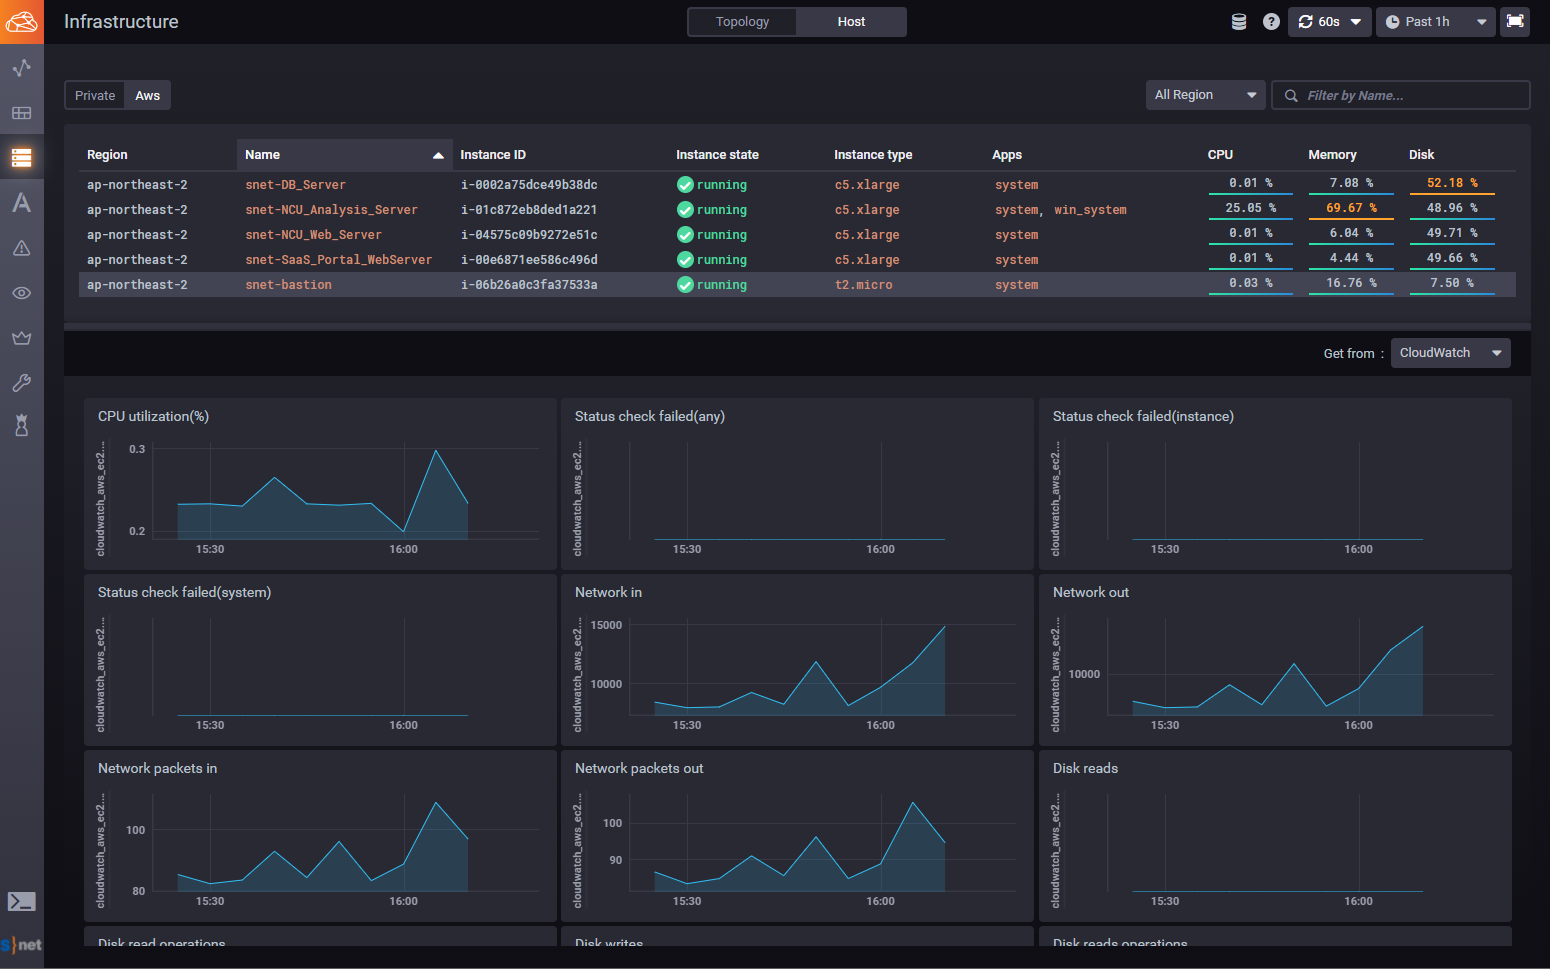 Infrastructure
Topology Host
? 60s Past 1h
Private Aws
All Region Filter by Name...
Region Name Instance ID Instance state Instance type Apps CPU Memory Disk
ap-northeast-2 snet-DB_Server i-0002a75dce49b38dc running c5.xlarge system 0.01 % 7.08 % 52.18 %
ap-northeast-2 snet-NCU_Analysis_Server i-01c872eb8ded1a221 running c5.xlarge system, win_system 25.05 % 69.67 % 48.96 %
ap-northeast-2 snet-NCU_Web_Server i-04575c09b9272e51c running c5.xlarge system 0.01 % 6.04 % 49.71 %
ap-northeast-2 snet-SaaS_Portal_WebServer i-00e6871ee586c496d running c5.xlarge system 0.01 % 4.44 % 49.66 %
ap-northeast-2 snet-bastion i-06b26a0c3fa37533a running t2.micro system 0.03 % 16.76 % 7.50 %
Get from : CloudWatch
CPU utilization(%)
cloudwatch_aws_ec2....
0.3
0.2
15:30 16:00
Status check failed(any)
cloudwatch_aws_ec2....
15:30 16:00
Status check failed(instance)
cloudwatch_aws_ec2....
15:30 16:00
Status check failed(system)
cloudwatch_aws_ec2....
15:30 16:00
Network in
cloudwatch_aws_ec2....
15000
10000
15:30 16:00
Network out
cloudwatch_aws_ec2....
10000
15:30 16:00
Network packets in
cloudwatch_aws_ec2....
100
80
15:30 16:00
Network packets out
cloudwatch_aws_ec2....
100
90
15:30 16:00
Disk reads
cloudwatch_aws_ec2....
15:30 16:00
Disk read operations
Disk writes
Disk reads operations
S}net